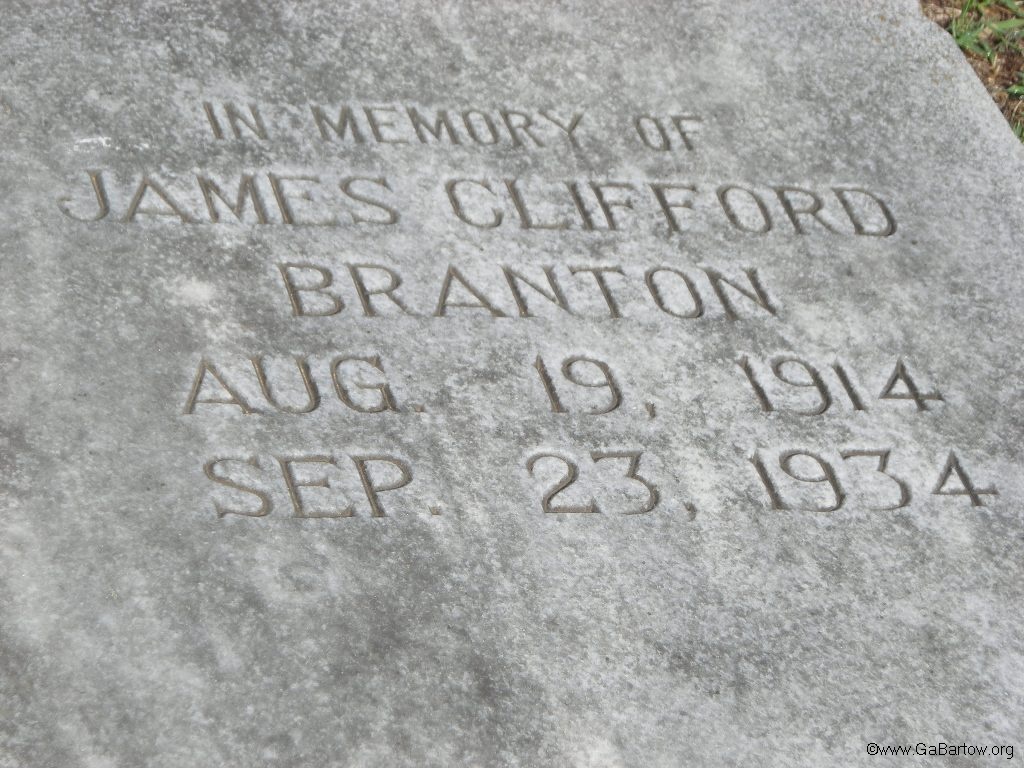 IN MEMORY OF
JAMES CLIFFORD
BRANTON
AUG. 19, 1914
SEP. 23, 1934
©www.GaBartow.org